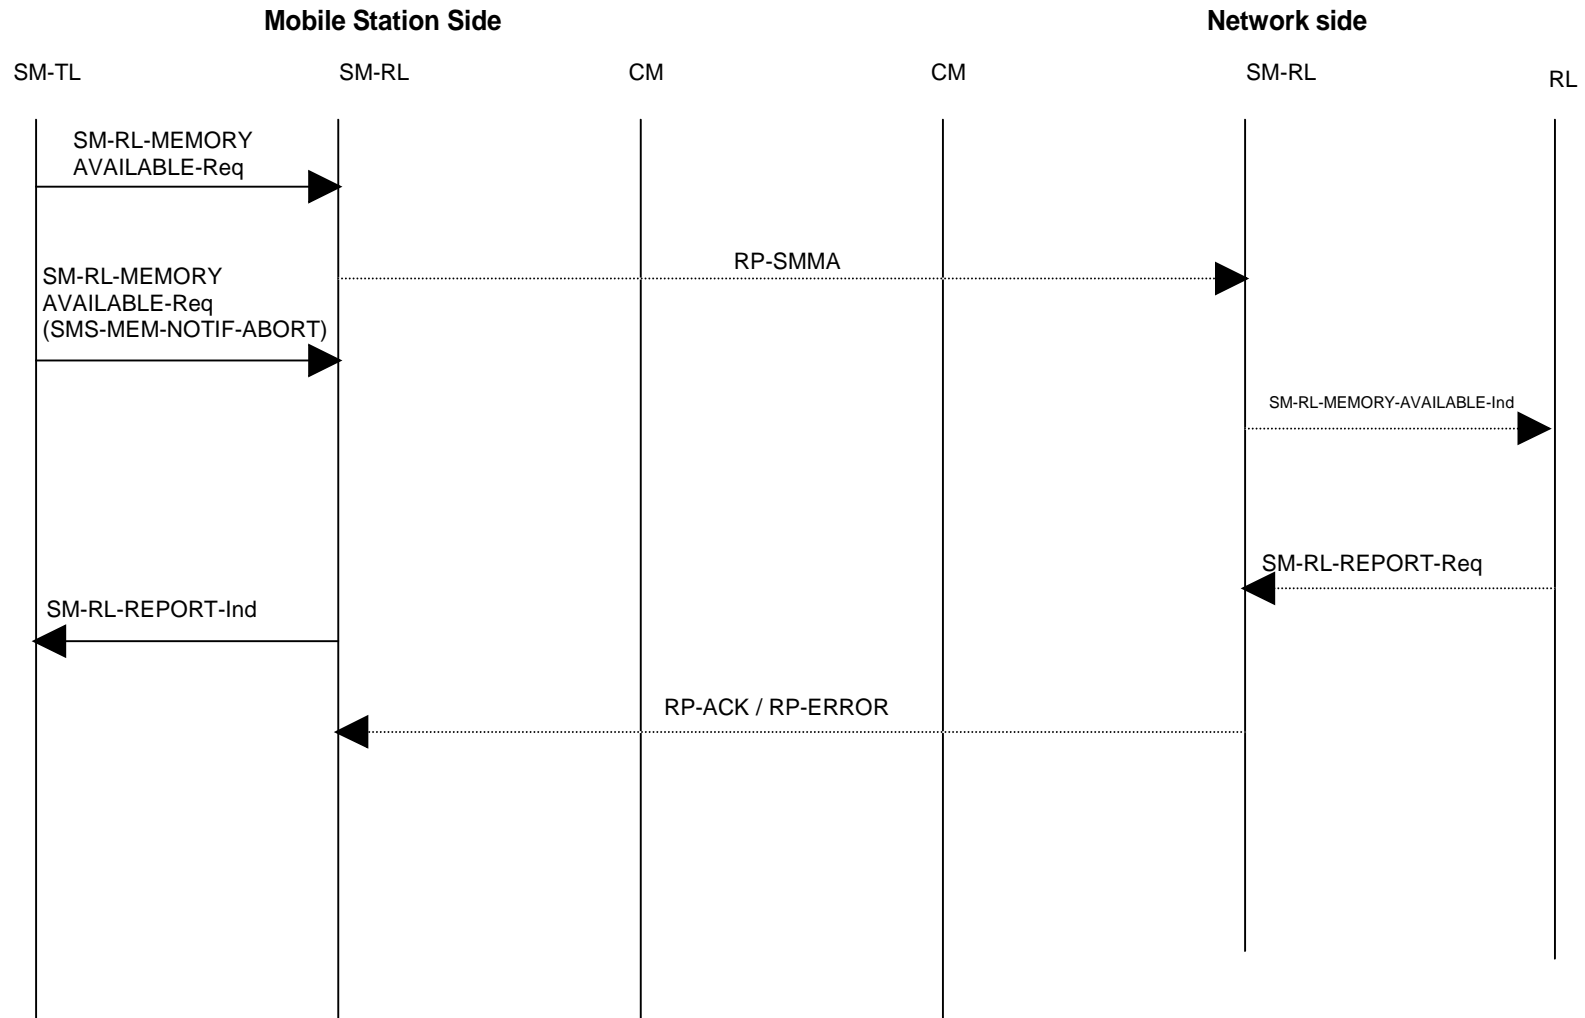 Mobile Station Side
Network side
SM-TL
SM-RL
CM
CM
SM-RL
RL
SM-RL-MEMORY
AVAILABLE-Req
RP-SMMA
SM-RL-MEMORY
AVAILABLE-Req
(SMS-MEM-NOTIF-ABORT)
SM-RL-MEMORY-AVAILABLE-Ind
SM-RL-REPORT-Req
SM-RL-REPORT-Ind
RP-ACK / RP-ERROR